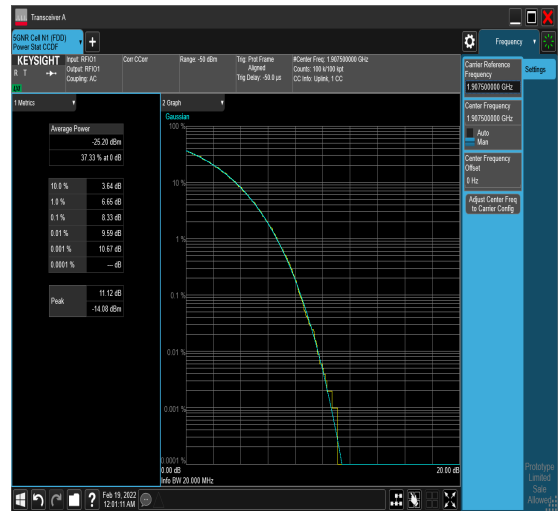 Transceiver A
5GNR Cell N1 (FDD)
Power Stat CCDF
Frequency
KEYSIGHT
R T
LXI
Input: RFIO1
Output: RFIO1
Coupling: AC
Corr CCorr
Range: -50 dBm
Trig: Prot Frame
Aligned
Trig Delay: -50.0 µs
#Center Freq: 1.907500000 GHz
Counts: 100 k/100 kpt
CC Info: Uplink, 1 CC
Carrier Reference
Frequency
1.907500000 GHz
Settings
Center Frequency
1.907500000 GHz
Auto
Man
Center Frequency
Offset
0 Hz
Adjust Center Freq
to Carrier Config
1 Metrics
Average Power
-25.20 dBm
37.33 % at 0 dB
10.0 % 3.64 dB
1.0 % 6.65 dB
0.1 % 8.33 dB
0.01 % 9.59 dB
0.001 % 10.67 dB
0.0001 % --- dB
Peak
11.12 dB
-14.08 dBm
2 Graph
Gaussian
100 %
10 %
1 %
0.1 %
0.01 %
0.001 %
0.0001 %
0.00 dB
20.00 dB
Info BW 20.000 MHz
?
Feb 19, 2022
12:01:11 AM
Prototype
Limited
Sale
Allowed